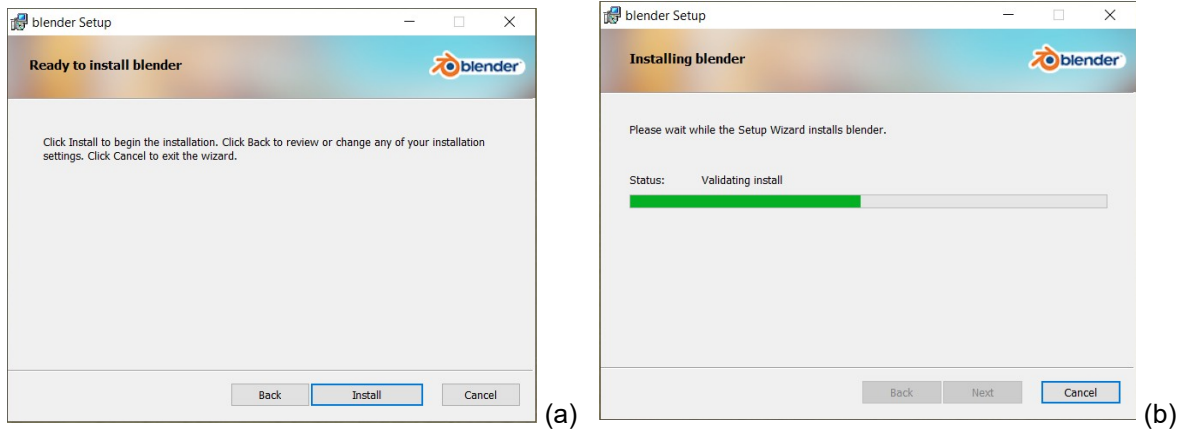 blender Setup
Ready to install blender
blender
Click Install to begin the installation. Click Back to review or change any of your installation
settings. Click Cancel to exit the wizard.
Back Install Cancel
(a)
blender Setup
Installing blender
blender
Please wait while the Setup Wizard installs blender.
Status: Validating install
Back Next Cancel
(b)